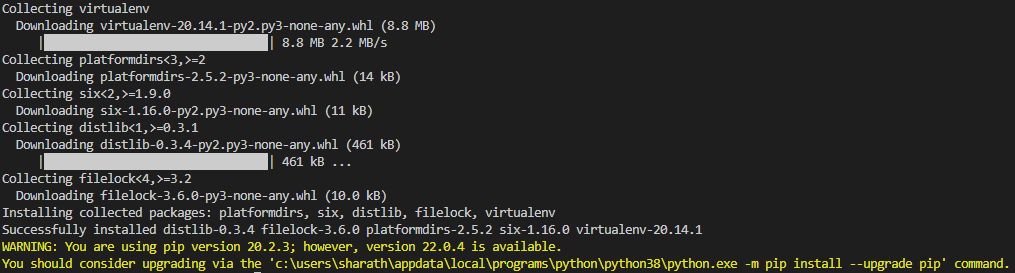 Collecting virtualenv
Downloading virtualenv-20.14.1-py2.py3-none-any.whl (8.8 MB)
| | 8.8 MB 2.2 MB/s
Collecting platformdirs<3,>=2
Downloading platformdirs-2.5.2-py3-none-any.whl (14 kB)
Collecting six<2,>=1.9.0
Downloading six-1.16.0-py2.py3-none-any.whl (11 kB)
Collecting distlib<1,>=0.3.1
Downloading distlib-0.3.4-py2.py3-none-any.whl (461 kB)
| | 461 kB ...
Collecting filelock<4,>=3.2
Downloading filelock-3.6.0-py3-none-any.whl (10.0 kB)
Installing collected packages: platformdirs, six, distlib, filelock, virtualenv
Successfully installed distlib-0.3.4 filelock-3.6.0 platformdirs-2.5.2 six-1.16.0 virtualenv-20.14.1
WARNING: You are using pip version 20.2.3; however, version 22.0.4 is available.
You should consider upgrading via the 'c:\users\sharath\appdata\local\programs\python\python38\python.exe -m pip install --upgrade pip' command.